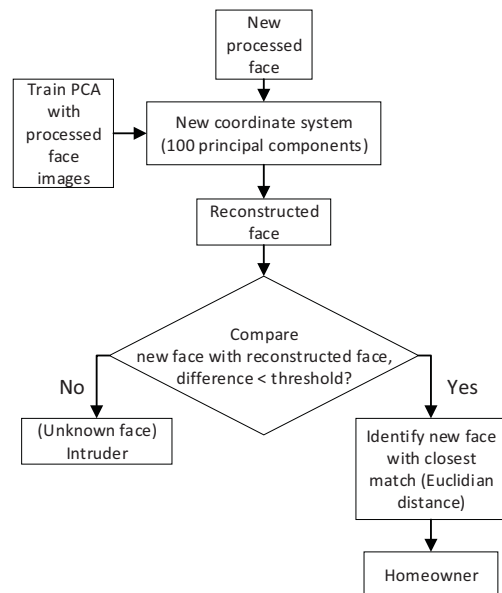 New
processed
face
Train PCA
with
processed
face
images
New coordinate system
(100 principal components)
Reconstructed
face
Compare
new face with reconstructed face,
difference < threshold?
No
Yes
(Unknown face)
Intruder
Identify new face
with closest
match (Euclidian
distance)
Homeowner